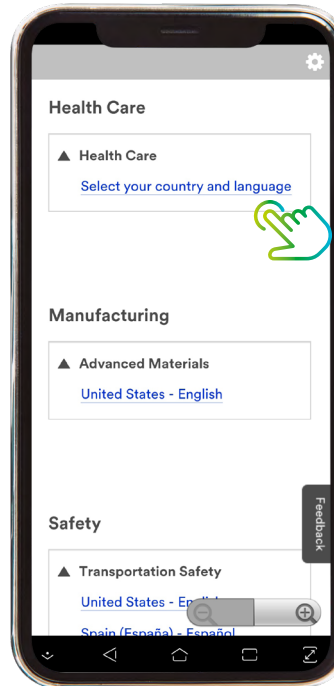 Health Care
▲ Health Care
Select your country and language
Manufacturing
▲ Advanced Materials
United States - English
Feedback
Safety
▲ Transportation Safety
United States -
Spain (España) - Español